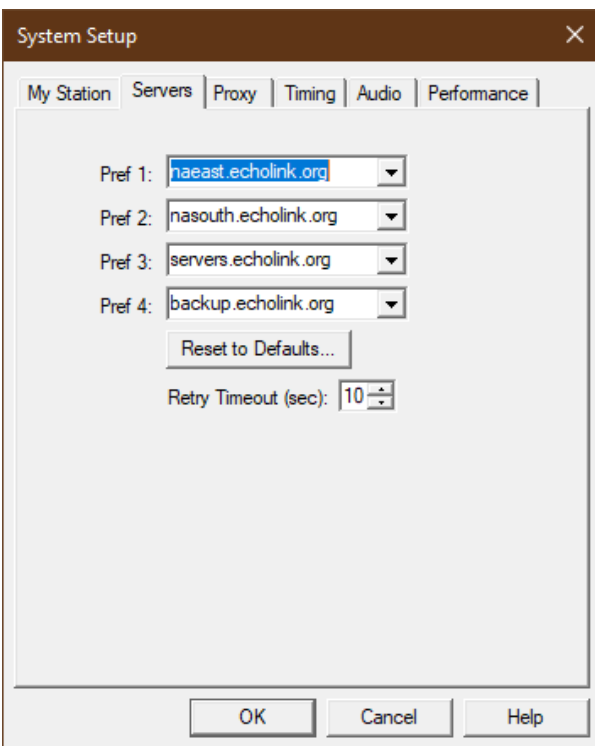 System Setup
My Station Servers Proxy Timing Audio Performance
Pref 1: naeast.echolink.org
Pref 2: nasouth.echolink.org
Pref 3: servers.echolink.org
Pref 4: backup.echolink.org
Reset to Defaults...
Retry Timeout (sec): 10
OK Cancel Help